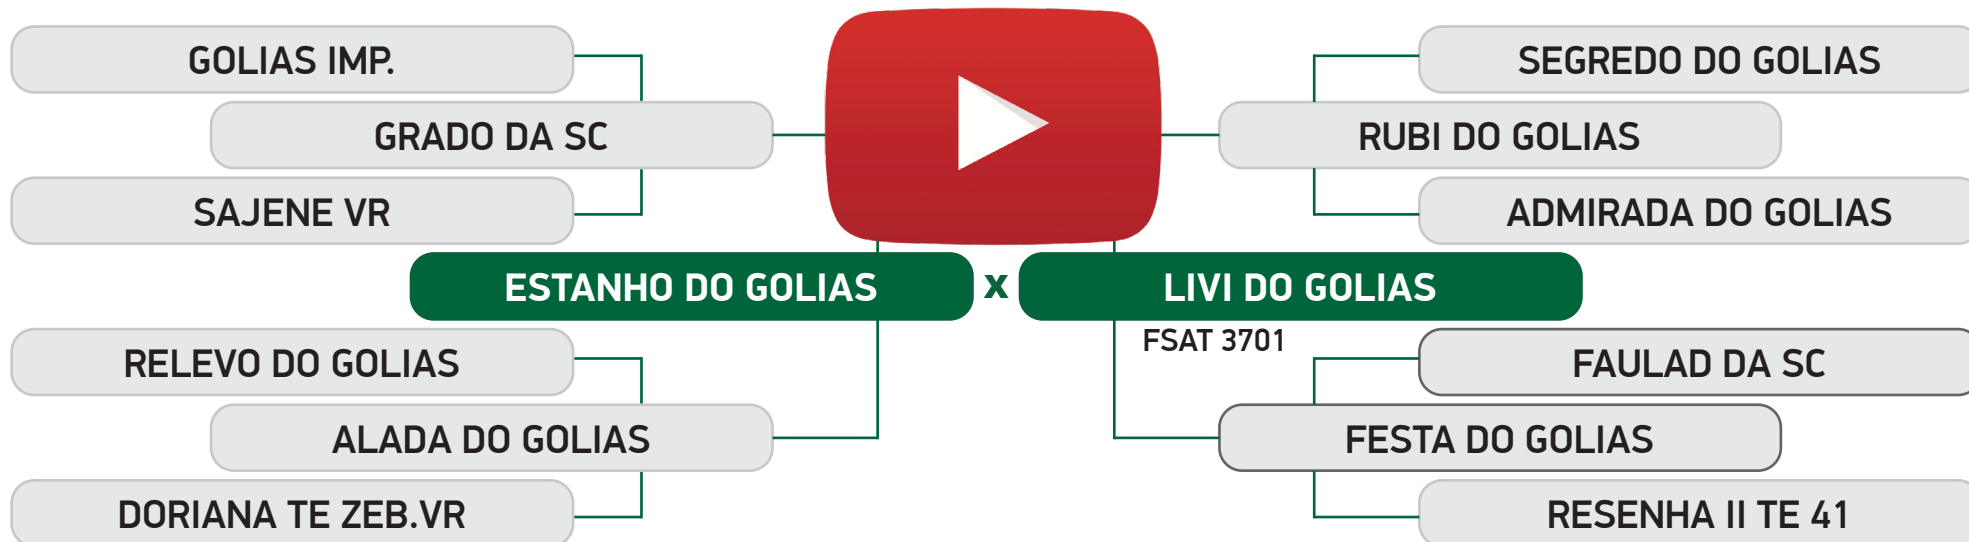 GOLIAS IMP.
SEGREDO DO GOLIAS
GRADO DA SC
RUBI DO GOLIAS
SAJENE VR
ADMIRADA DO GOLIAS
ESTANHO DO GOLIAS x LIVI DO GOLIAS
FSAT 3701
RELEVO DO GOLIAS
FAULAD DA SC
ALADA DO GOLIAS
FESTA DO GOLIAS
DORIANA TE ZEB.VR
RESENHA II TE 41